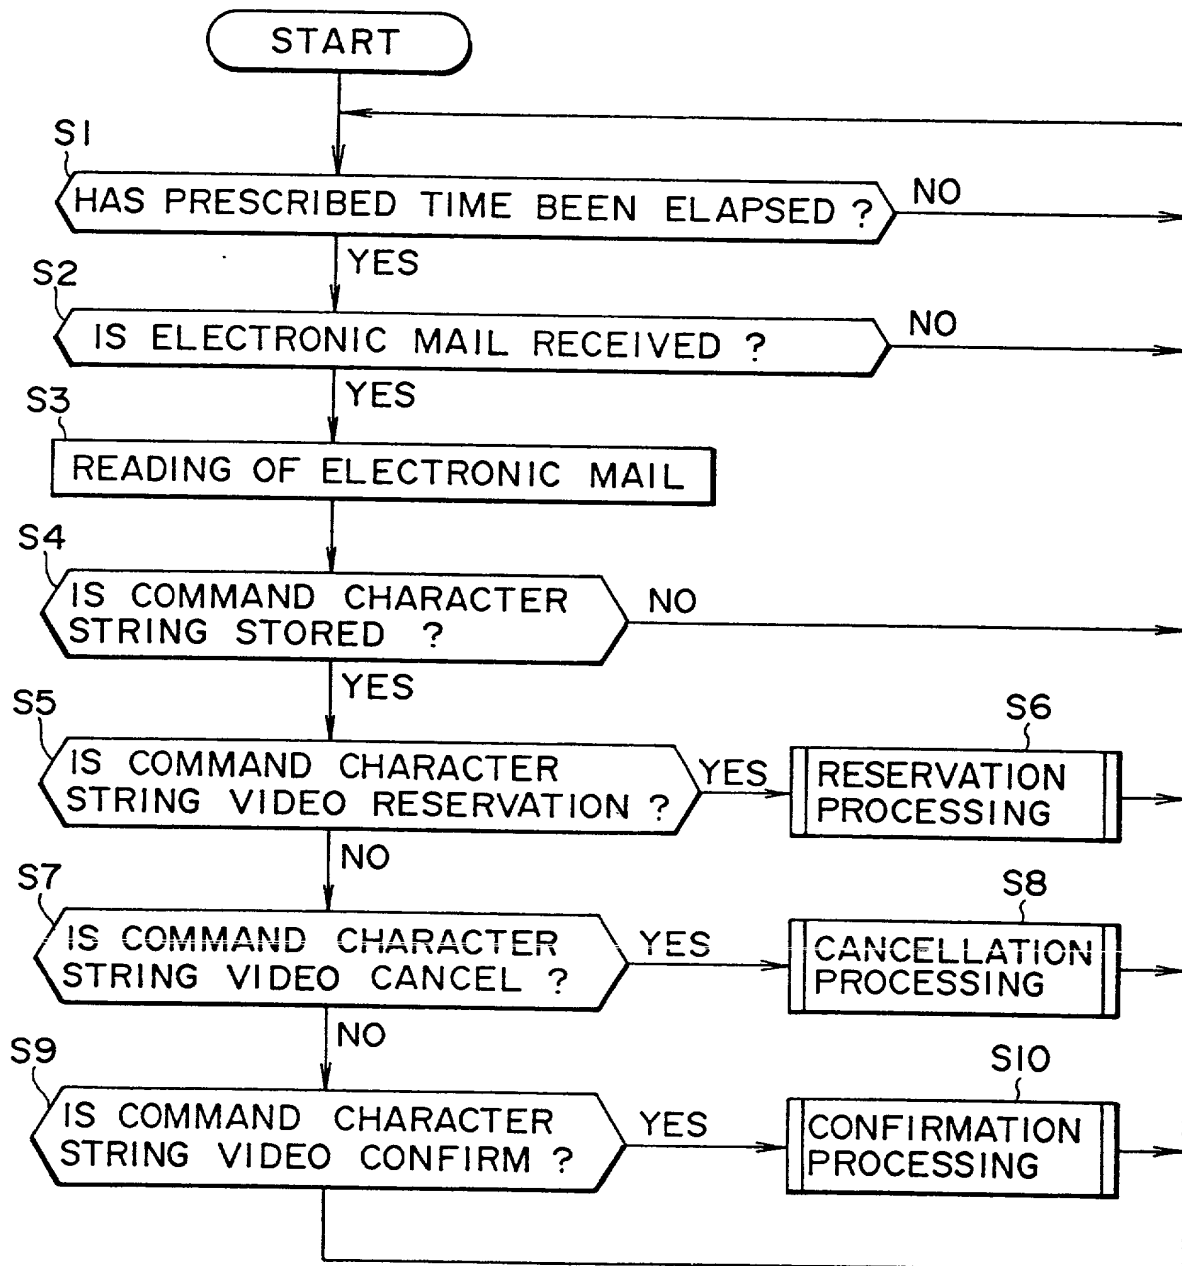 START
S1
HAS PRESCRIBED TIME BEEN ELAPSED ?
NO
YES
S2
IS ELECTRONIC MAIL RECEIVED ?
NO
YES
S3
READING OF ELECTRONIC MAIL
S4
IS COMMAND CHARACTER
STRING STORED ?
NO
YES
S5
IS COMMAND CHARACTER
STRING VIDEO RESERVATION ?
YES
S6
RESERVATION
PROCESSING
NO
S7
IS COMMAND CHARACTER
STRING VIDEO CANCEL ?
YES
S8
CANCELLATION
PROCESSING
NO
S9
IS COMMAND CHARACTER
STRING VIDEO CONFIRM ?
YES
S10
CONFIRMATION
PROCESSING